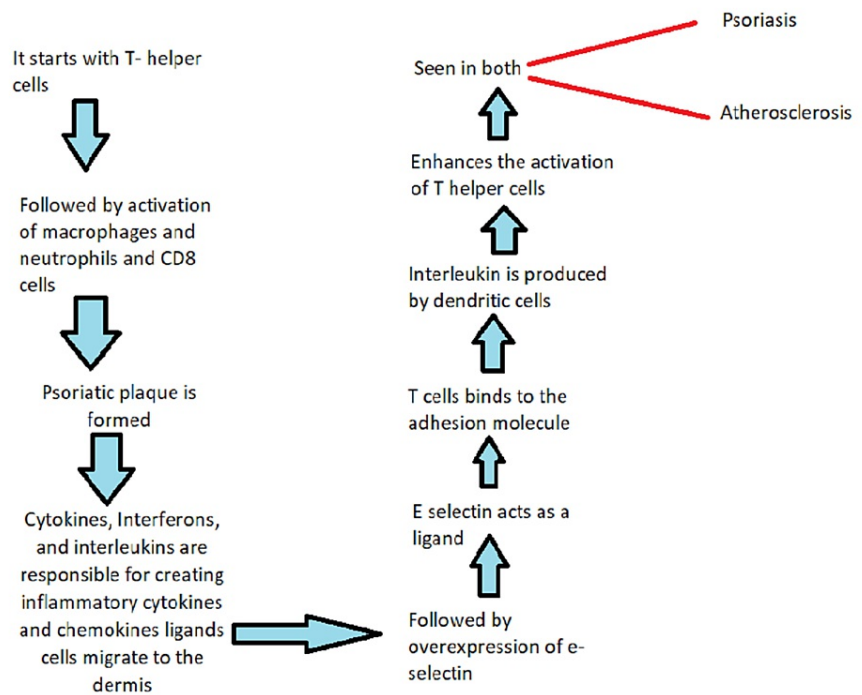 It starts with T- helper
cells
Followed by activation
of macrophages and
neutrophils and CD8
cells
Psoriatic plaque is
formed
Cytokines, Interferons,
and interleukins are
responsible for creating
inflammatory cytokines
and chemokines ligands
cells migrate to the
dermis
Followed by
overexpression of e-
selectin
E selectin acts as a
ligand
T cells binds to the
adhesion molecule
Interleukin is produced
by dendritic cells
Enhances the activation
of T helper cells
Seen in both
Psoriasis
Atherosclerosis